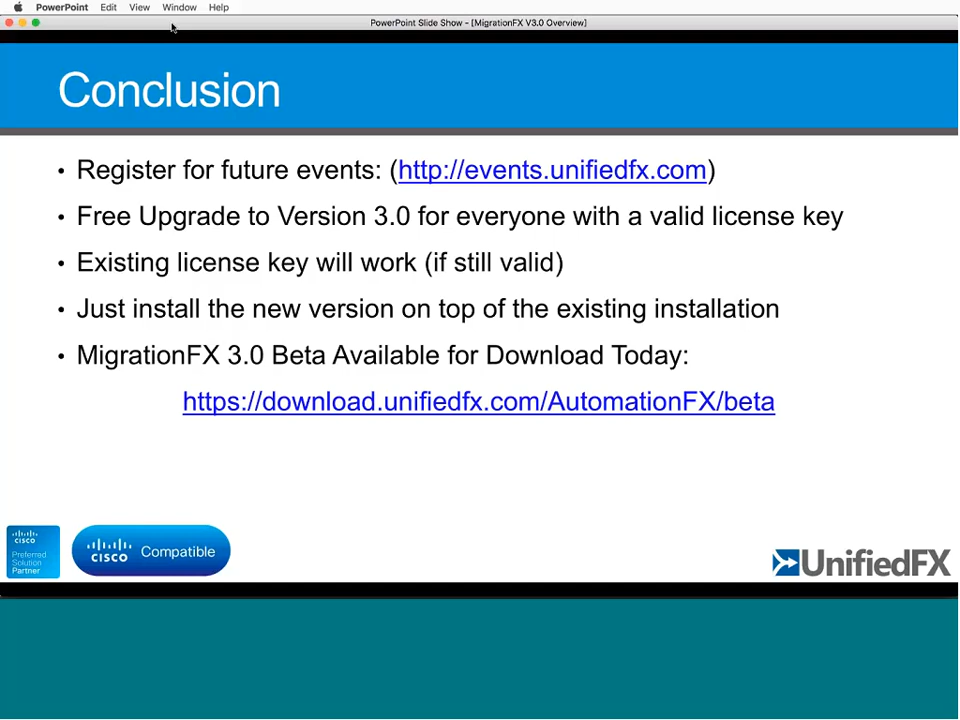 PowerPoint Edit View Window Help
PowerPoint Slide Show - [MigrationFX V3.0 Overview]
Conclusion
• Register for future events: (http://events.unifiedfx.com)
• Free Upgrade to Version 3.0 for everyone with a valid license key
• Existing license key will work (if still valid)
• Just install the new version on top of the existing installation
• MigrationFX 3.0 Beta Available for Download Today:
https://download.unifiedfx.com/AutomationFX/beta
CISCO
Preferred
Solution
Partner
CISCO Compatible
UnifiedFX